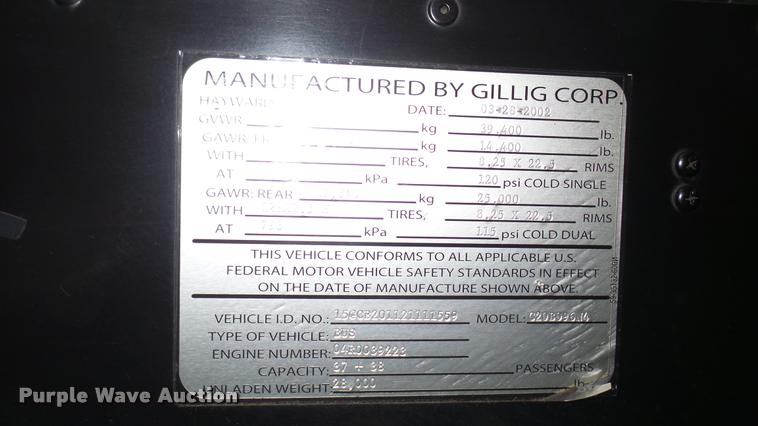 MANUFACTURED BY GILLIG CORP.
HAYWARD DATE: 03-28-2002
GVWR kg 39,400 lb.
GAWR: kg 14,400 lb.
WITH TIRES, 8.25 X 22.5 RIMS
AT kPa 120 psi COLD SINGLE
GAWR: REAR kg 25,000 lb.
WITH TIRES, 8.25 X 22.5 RIMS
AT kPa 115 psi COLD DUAL
THIS VEHICLE CONFORMS TO ALL APPLICABLE U.S.
FEDERAL MOTOR VEHICLE SAFETY STANDARDS IN EFFECT
ON THE DATE OF MANUFACTURE SHOWN ABOVE.
VEHICLE I.D. NO.: MODEL:
TYPE OF VEHICLE: BUS
ENGINE NUMBER: 04R0039223
CAPACITY: 37 + 38 PASSENGERS
UNLADEN WEIGHT: 28,000 lb.
Purple Wave Auction